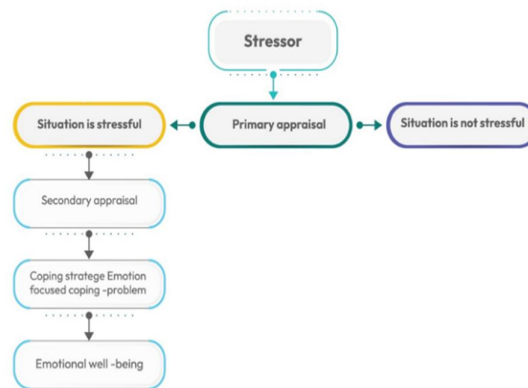 Stressor
Situation is stressful
Primary appraisal
Situation is not stressful
Secondary appraisal
Coping stratege Emotion
focused coping -problem
Emotional well -being